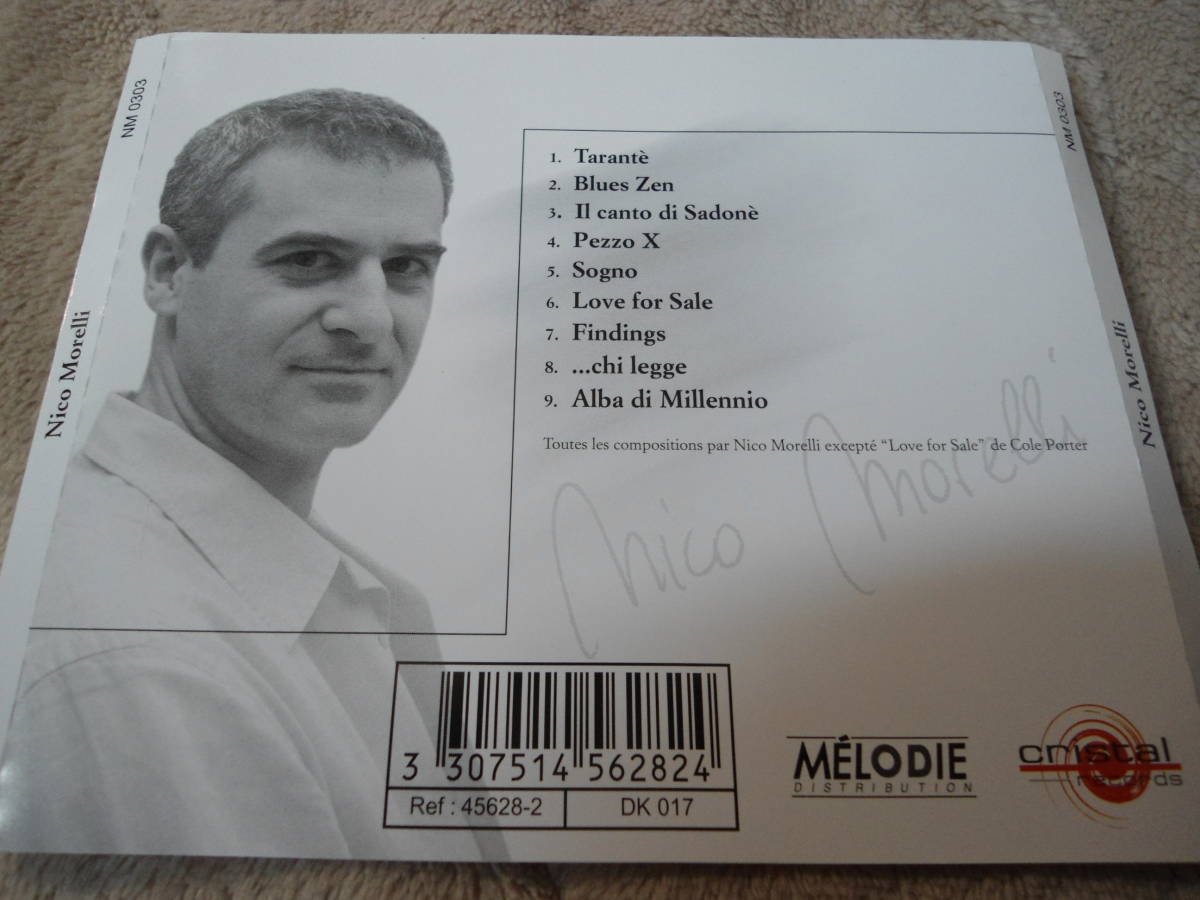 NM 0303
Nico Morelli
1. Tarantè
2. Blues Zen
3. Il canto di Sadonè
4. Pezzo X
5. Sogno
6. Love for Sale
7. Findings
8. ...chi legge
9. Alba di Millennio
Toutes les compositions par Nico Morelli excepté “Love for Sale” de Cole Porter
Nico Morelli
3 307514 562824
Ref : 45628-2
DK 017
MÉLODIE
DISTRIBUTION
cristal
records
NM 0303
Nico Morelli